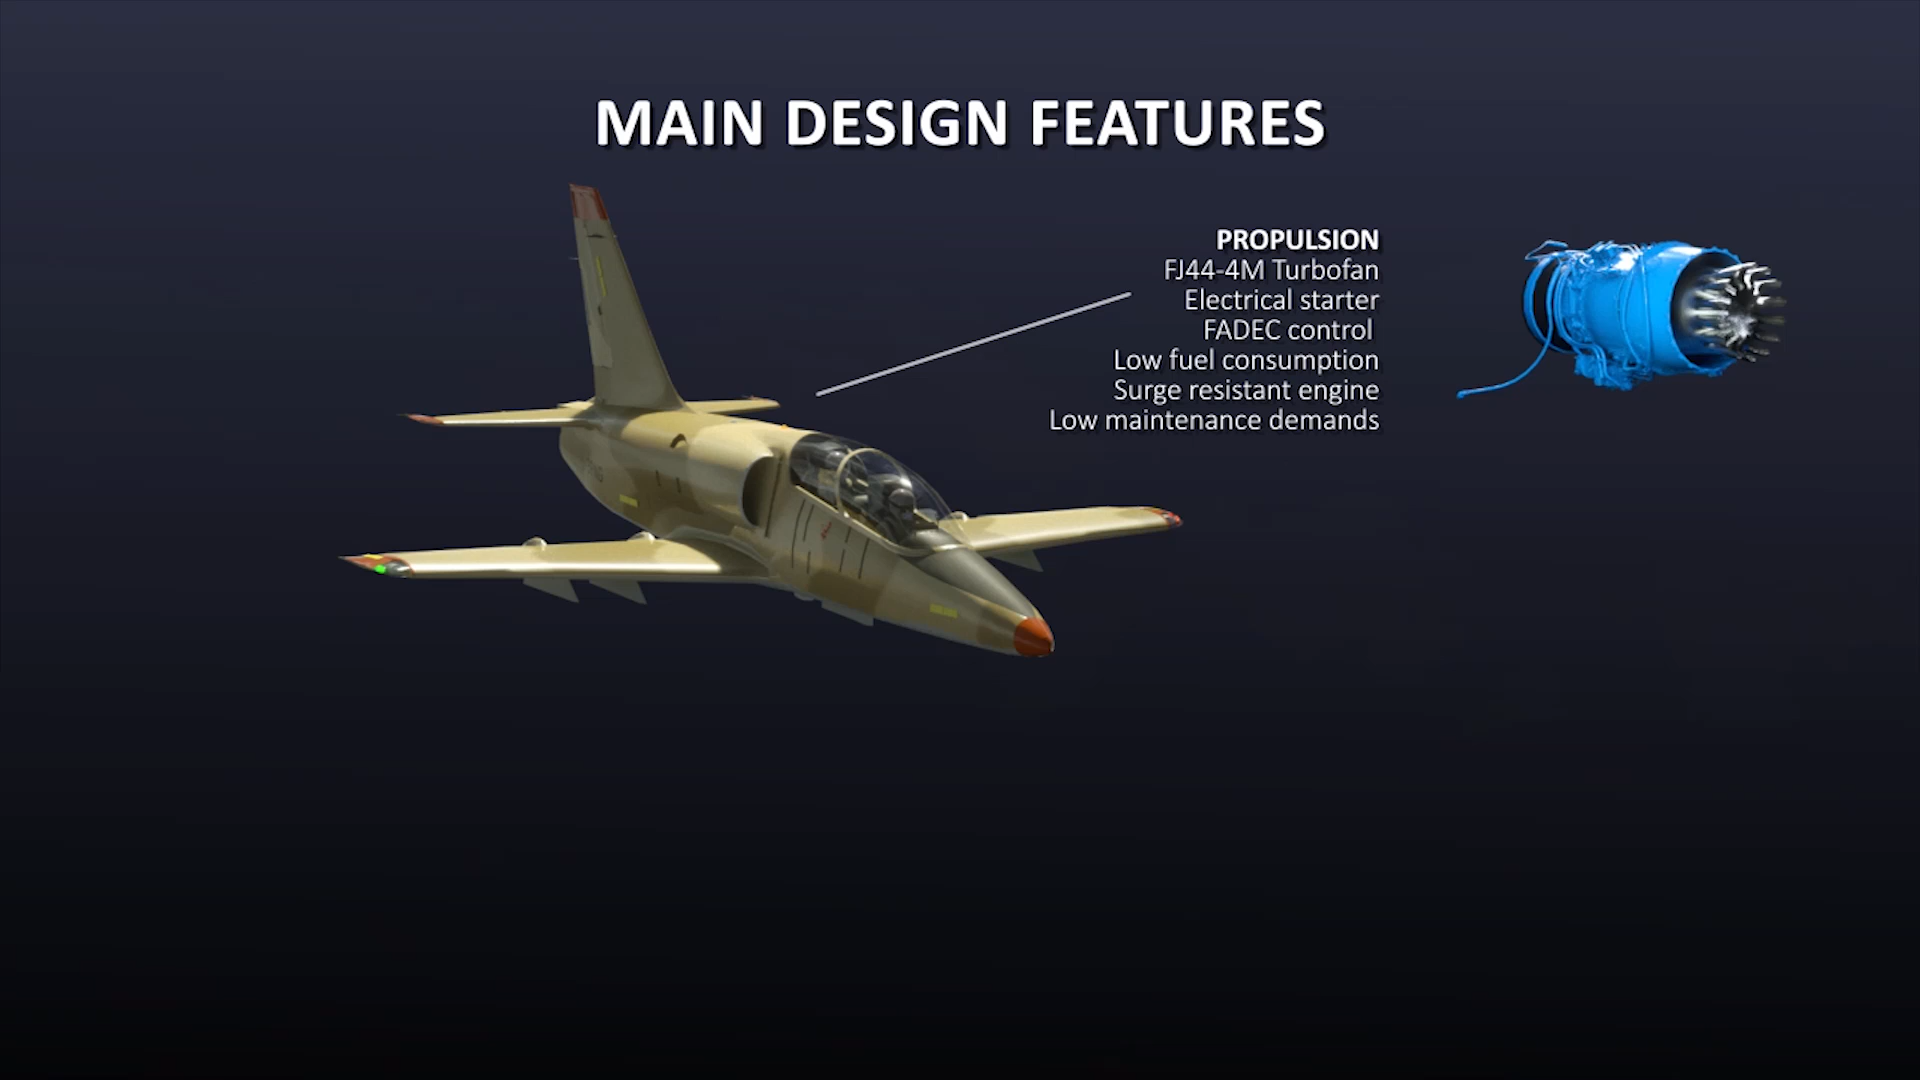 MAIN DESIGN FEATURES
PROPULSION
FJ44-4M Turbofan
Electrical starter
FADEC control
Low fuel consumption
Surge resistant engine
Low maintenance demands